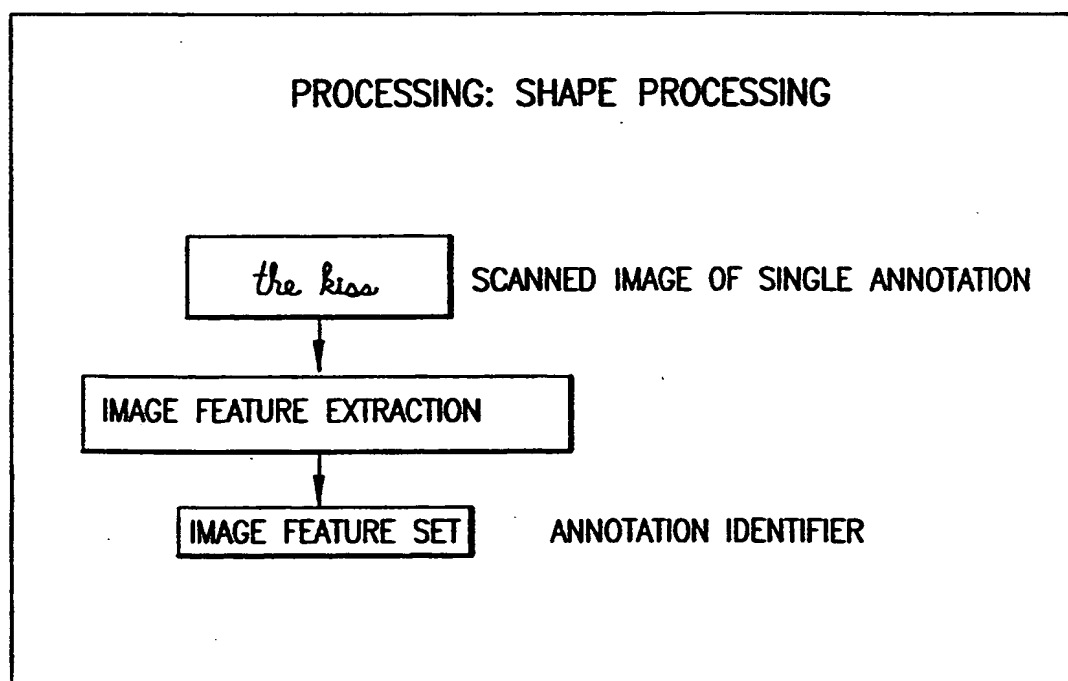 PROCESSING: SHAPE PROCESSING
the kiss
SCANNED IMAGE OF SINGLE ANNOTATION
IMAGE FEATURE EXTRACTION
IMAGE FEATURE SET
ANNOTATION IDENTIFIER